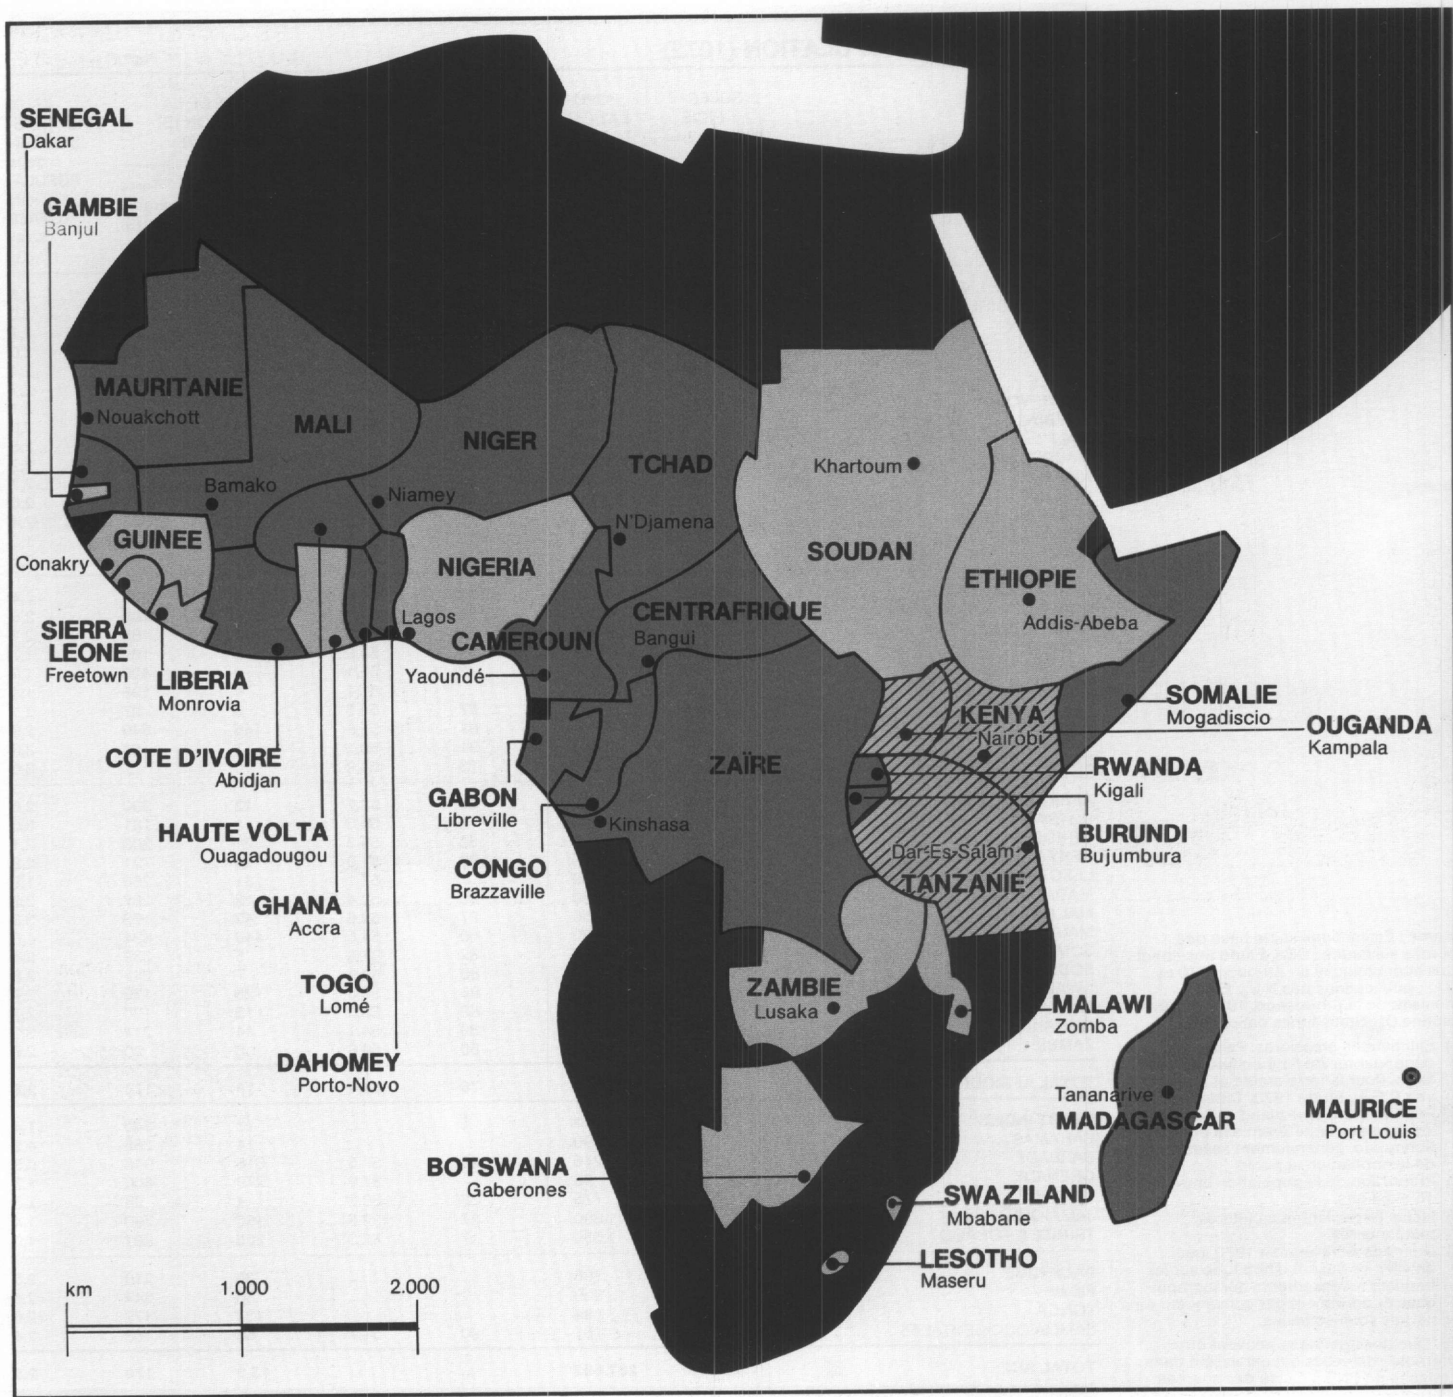 SENEGAL
Dakar
GAMBIE
Banjul
MAURITANIE
Nouakchott
MALI
NIGER
TCHAD
Khartoum
Bamako
Niamey
N'Djamena
GUINEE
Conakry
NIGERIA
SOUDAN
ETHIOPIE
Addis-Abeba
SIERRA
LEONE
Freetown
LIBERIA
Monrovia
Lagos
CAMEROUN
Yaoundé
CENTRAFRIQUE
Bangui
SOMALIE
Mogadiscio
OUGANDA
Kampala
KENYA
Nairobi
COTE D'IVOIRE
Abidjan
ZAÏRE
RWANDA
Kigali
GABON
Libreville
HAUTE VOLTA
Ouagadougou
Kinshasa
BURUNDI
Bujumbura
CONGO
Brazzaville
Dar-Es-Salam
TANZANIE
GHANA
Accra
TOGO
Lomé
ZAMBIE
Lusaka
MALAWI
Zomba
DAHOMEY
Porto-Novo
Tananarive
MADAGASCAR
MAURICE
Port Louis
BOTSWANA
Gaberones
SWAZILAND
Mbabane
LESOTHO
Maseru
km 1.000 2.000